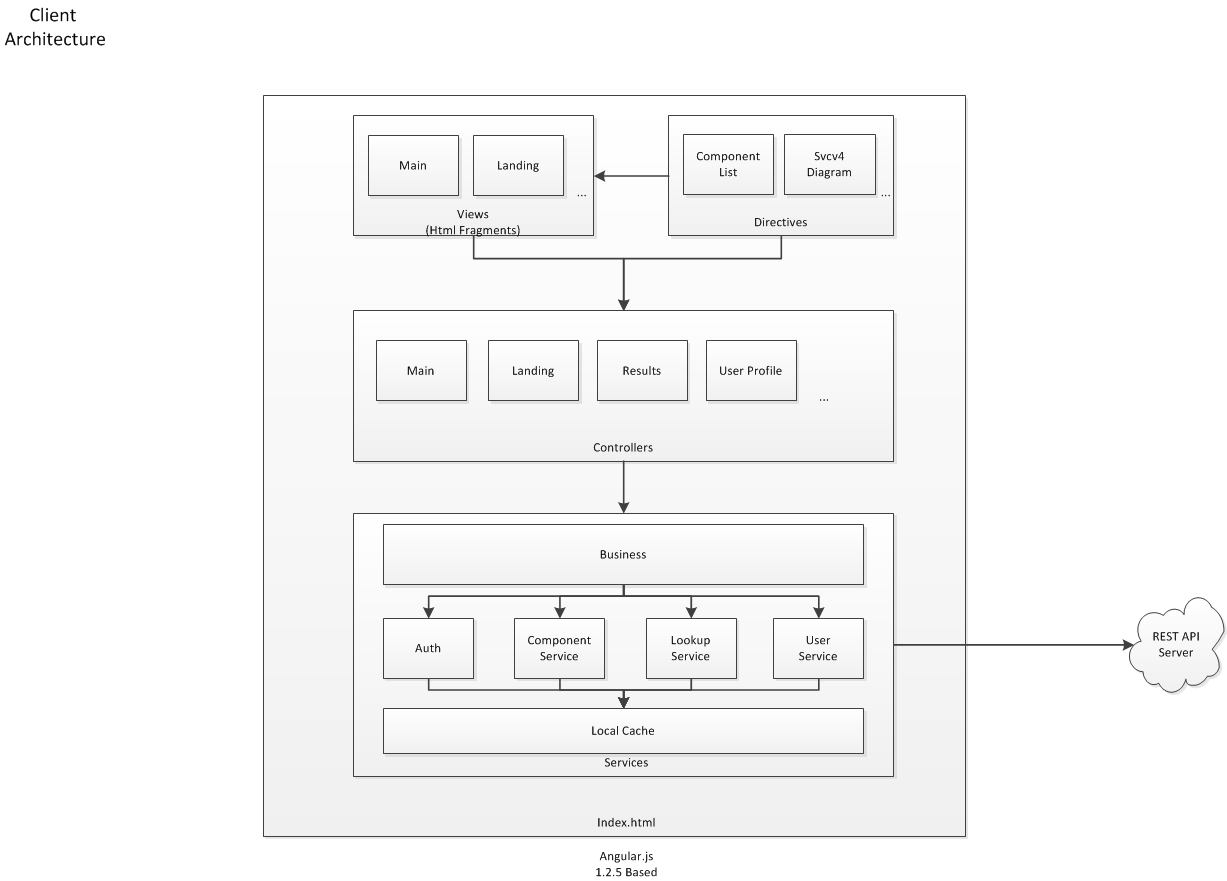 Client
Architecture
Main
Landing
...
Views
(Html Fragments)
Component
List
Svcv4
Diagram
...
Directives
Main
Landing
Results
User Profile
...
Controllers
Business
Auth
Component
Service
Lookup
Service
User
Service
Local Cache
Services
REST API
Server
Index.html
Angular.js
1.2.5 Based